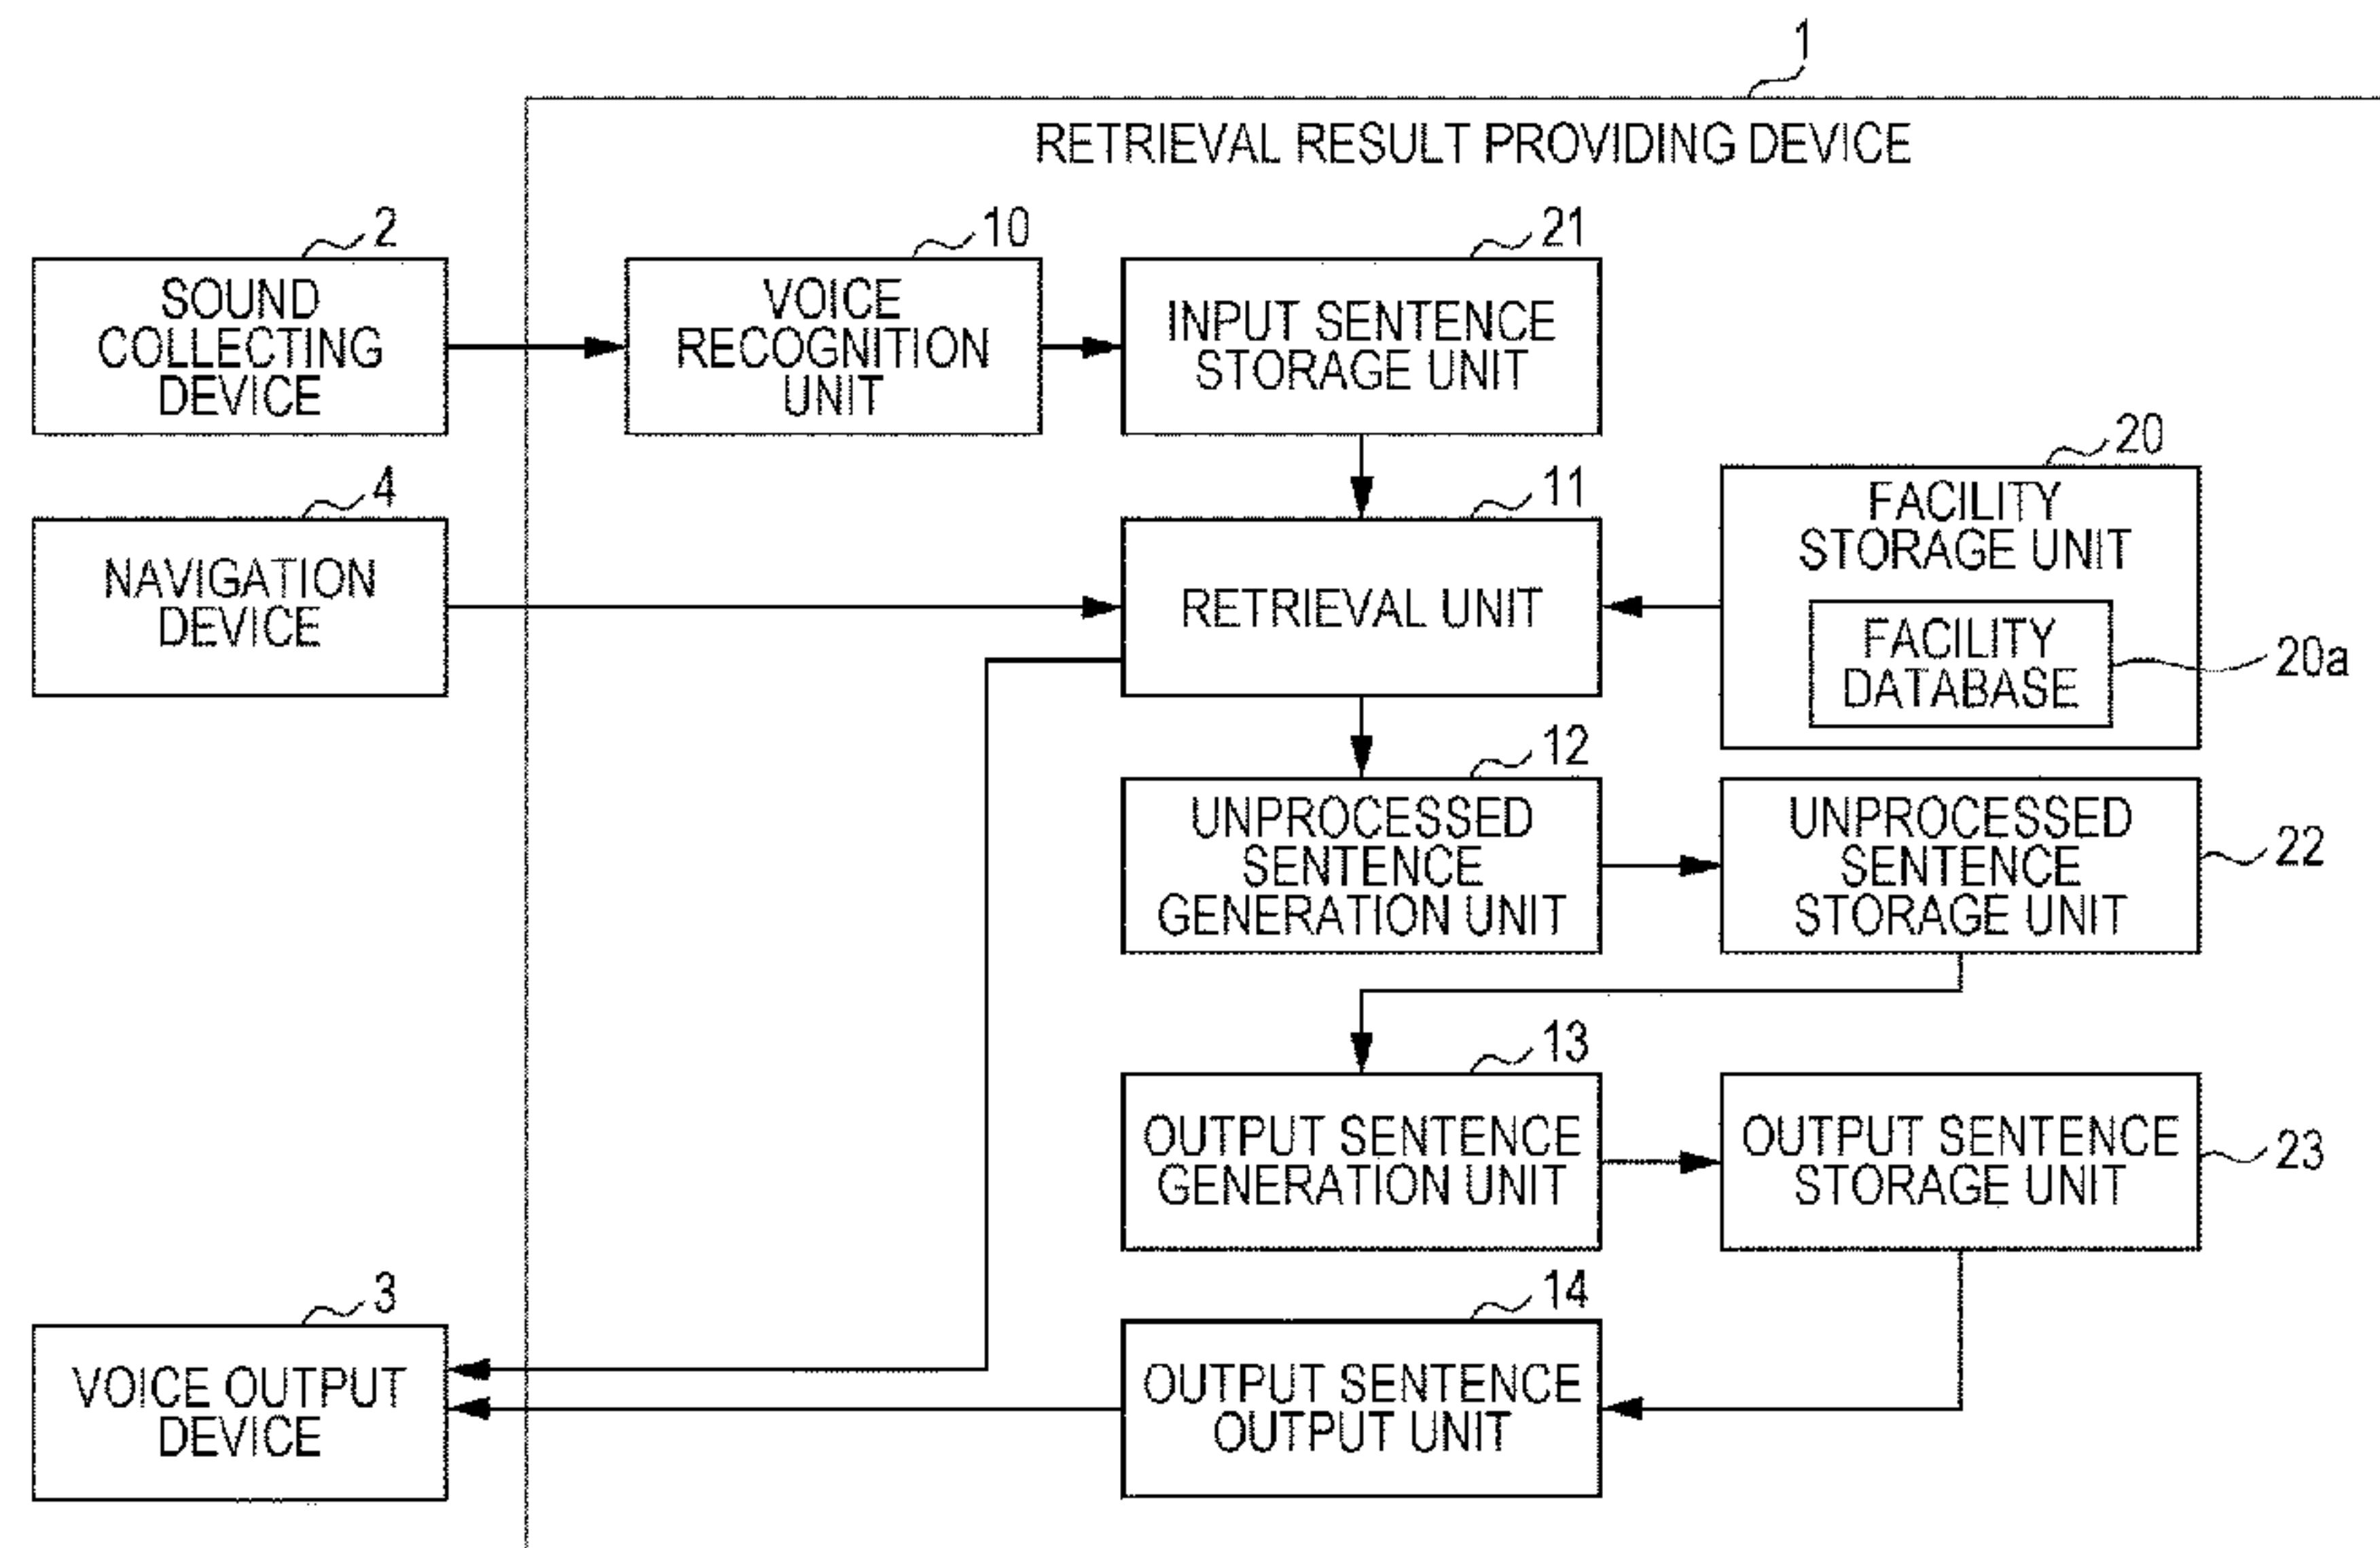 1
RETRIEVAL RESULT PROVIDING DEVICE
2
SOUND
COLLECTING
DEVICE
10
VOICE
RECOGNITION
UNIT
21
INPUT SENTENCE
STORAGE UNIT
4
NAVIGATION
DEVICE
11
RETRIEVAL UNIT
20
FACILITY
STORAGE UNIT
FACILITY
DATABASE
20a
12
UNPROCESSED
SENTENCE
GENERATION UNIT
UNPROCESSED
SENTENCE
STORAGE UNIT
22
13
OUTPUT SENTENCE
GENERATION UNIT
OUTPUT SENTENCE
STORAGE UNIT
23
3
VOICE OUTPUT
DEVICE
14
OUTPUT SENTENCE
OUTPUT UNIT